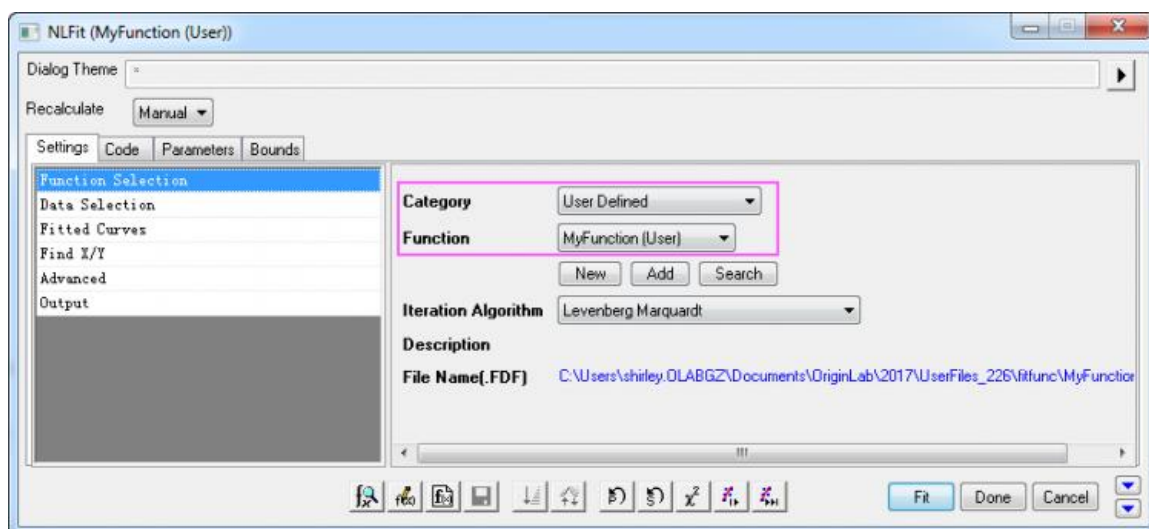 NLFit (MyFunction (User))
Dialog Theme *
Recalculate Manual
Settings Code Parameters Bounds
Function Selection
Data Selection
Fitted Curves
Find X/Y
Advanced
Output
Category User Defined
Function MyFunction (User)
New Add Search
Iteration Algorithm Levenberg Marquardt
Description
File Name(.FDF) C:\Users\shirley.OLABGZ\Documents\OriginLab\2017\UserFiles_226\fitfunc\MyFunction
χ²
Fit Done Cancel